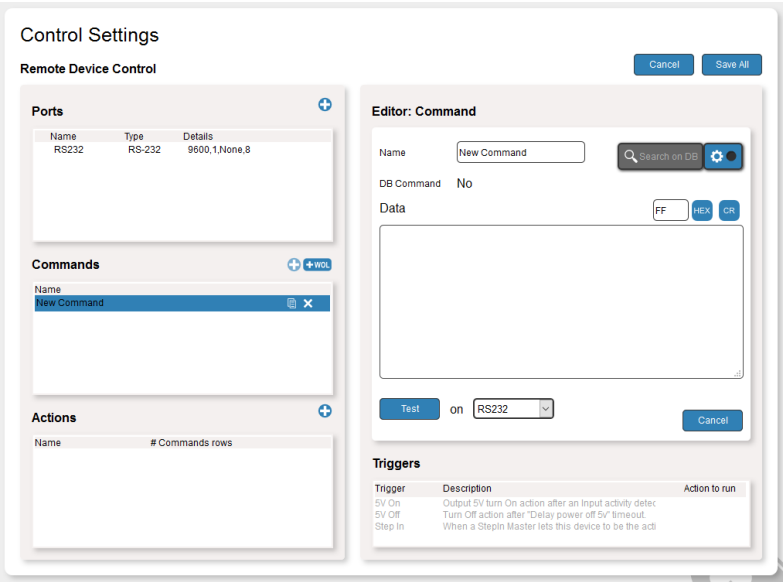 Control Settings
Remote Device Control
Cancel Save All
Ports
Name Type Details
RS232 RS-232 9600,1,None,8
Commands
+WOL
Name
New Command
Actions
Name # Commands rows
Editor: Command
Name New Command Search on DB
DB Command No
Data FF HEX CR
Test on RS232
Cancel
Triggers
Trigger Description Action to run
5V On Output 5V turn On action after an Input activity detec
5V Off Turn Off action after "Delay power off 5v" timeout.
Step In When a StepIn Master lets this device to be the acti